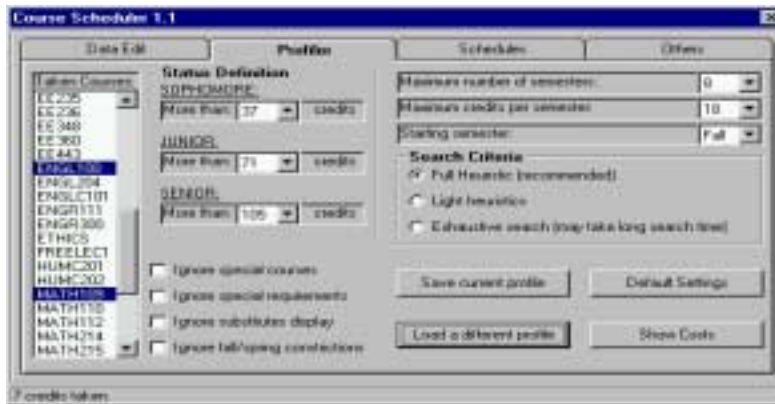 Course Scheduler 1.1
Data Edit
Profiler
Schedules
Others
Taken Courses
EE235
EE236
EE348
EE360
EE443
ENGL100
ENGL204
ENGLC101
ENGR111
ENGR300
ETHICS
FREELEC1
HUMC201
HUMC202
MATH109
MATH110
MATH112
MATH214
MATH215
Status Definition
SOPHOMORE:
More than: 37 credits
JUNIOR:
More than: 71 credits
SENIOR:
More than: 105 credits
Ignore special courses
Ignore special requirements
Ignore substitutes display
Ignore fall/spring constrictions
Maximum number of semesters: 8
Maximum credits per semester: 18
Starting semester: Fall
Search Criteria
Full Heuristic (recommended)
Light heuristics
Exhaustive search (may take long search time)
Save current profile
Default Settings
Load a different profile
Show Costs
7 credits taken